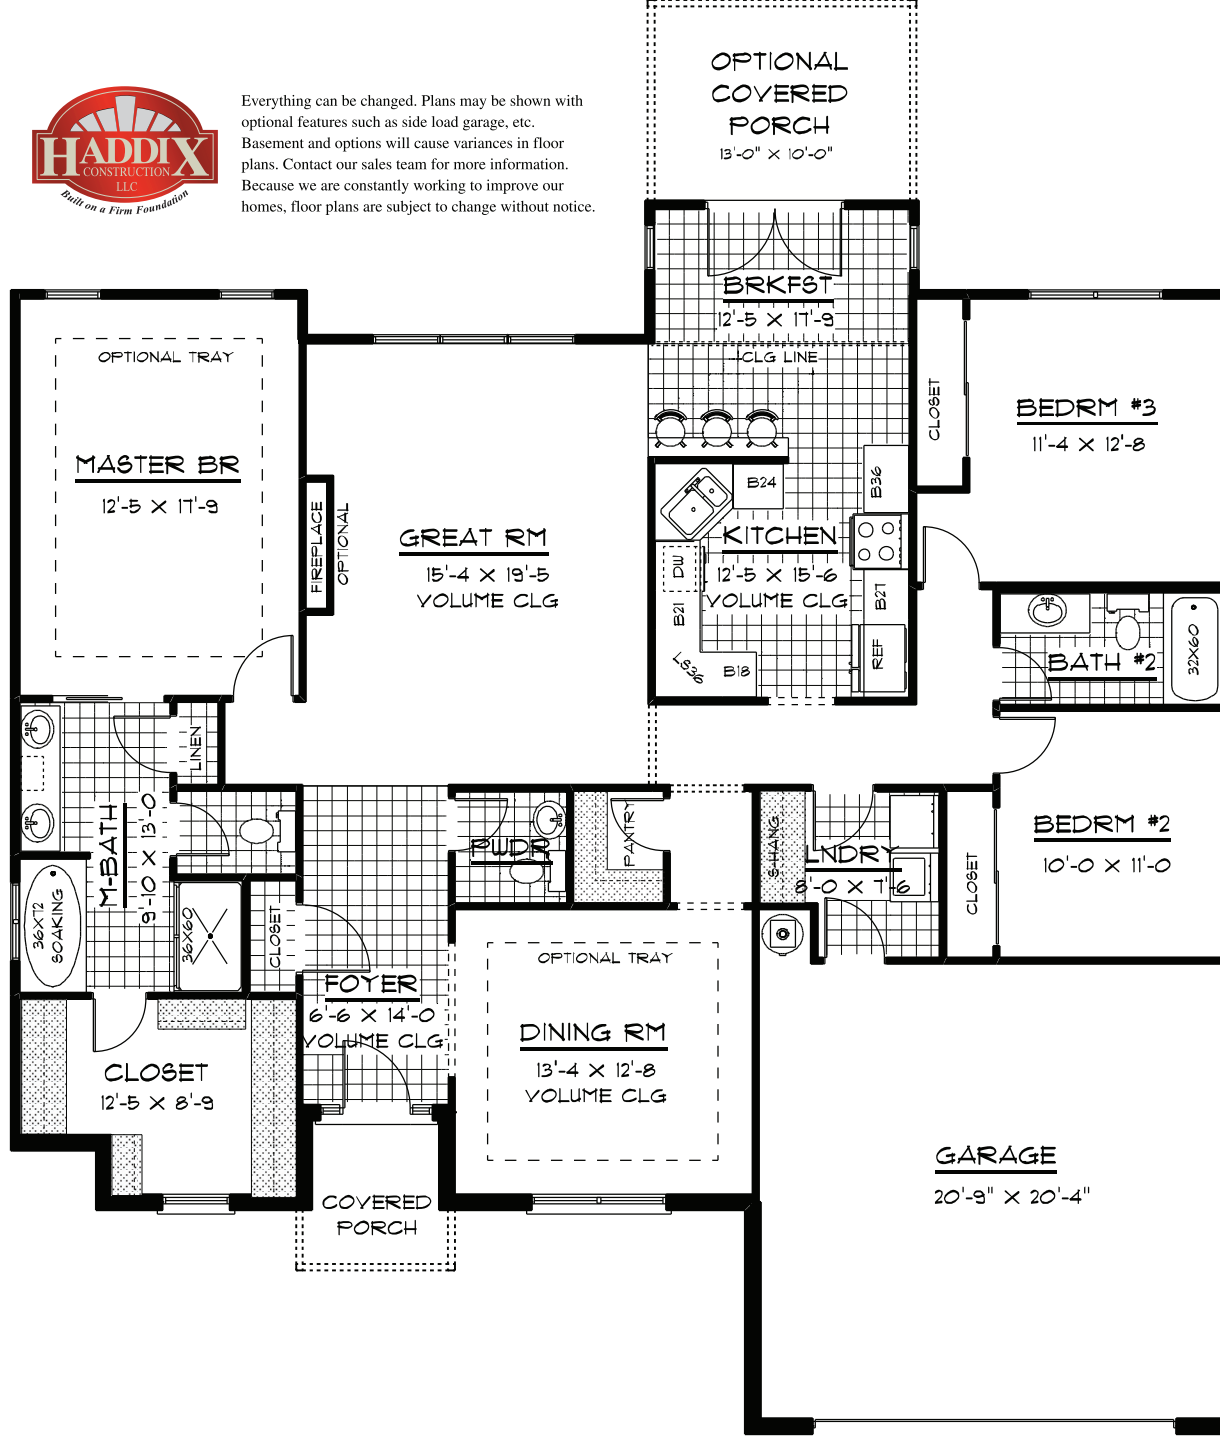 OPTIONAL
COVERED
PORCH
13'-0" X 10'-0"
HADDIX
CONSTRUCTION
LLC
Built on a Firm Foundation
Everything can be changed. Plans may be shown with
optional features such as side load garage, etc.
Basement and options will cause variances in floor
plans. Contact our sales team for more information.
Because we are constantly working to improve our
homes, floor plans are subject to change without notice.
BRKFST
12'-5 X 17'-9
CLG LINE
OPTIONAL TRAY
MASTER BR
12'-5 X 17'-9
FIREPLACE
OPTIONAL
GREAT RM
15'-4 X 19'-5
VOLUME CLG
B24
B36
KITCHEN
12'-5 X 15'-6
VOLUME CLG
DW
B21
B27
LS36
B18
REF
CLOSET
BEDRM #3
11'-4 X 12'-8
BATH #2
32X60
LINEN
M-BATH
9'-10 X 13'-0
36X72
SOAKING
36X60
CLOSET
PWDR
PANTRY
S-HANG
LNDRY
8'-0 X 7'-6
CLOSET
BEDRM #2
10'-0 X 11'-0
FOYER
6'-6 X 14'-0
VOLUME CLG
OPTIONAL TRAY
DINING RM
13'-4 X 12'-8
VOLUME CLG
CLOSET
12'-5 X 8'-9
COVERED
PORCH
GARAGE
20'-9" X 20'-4"